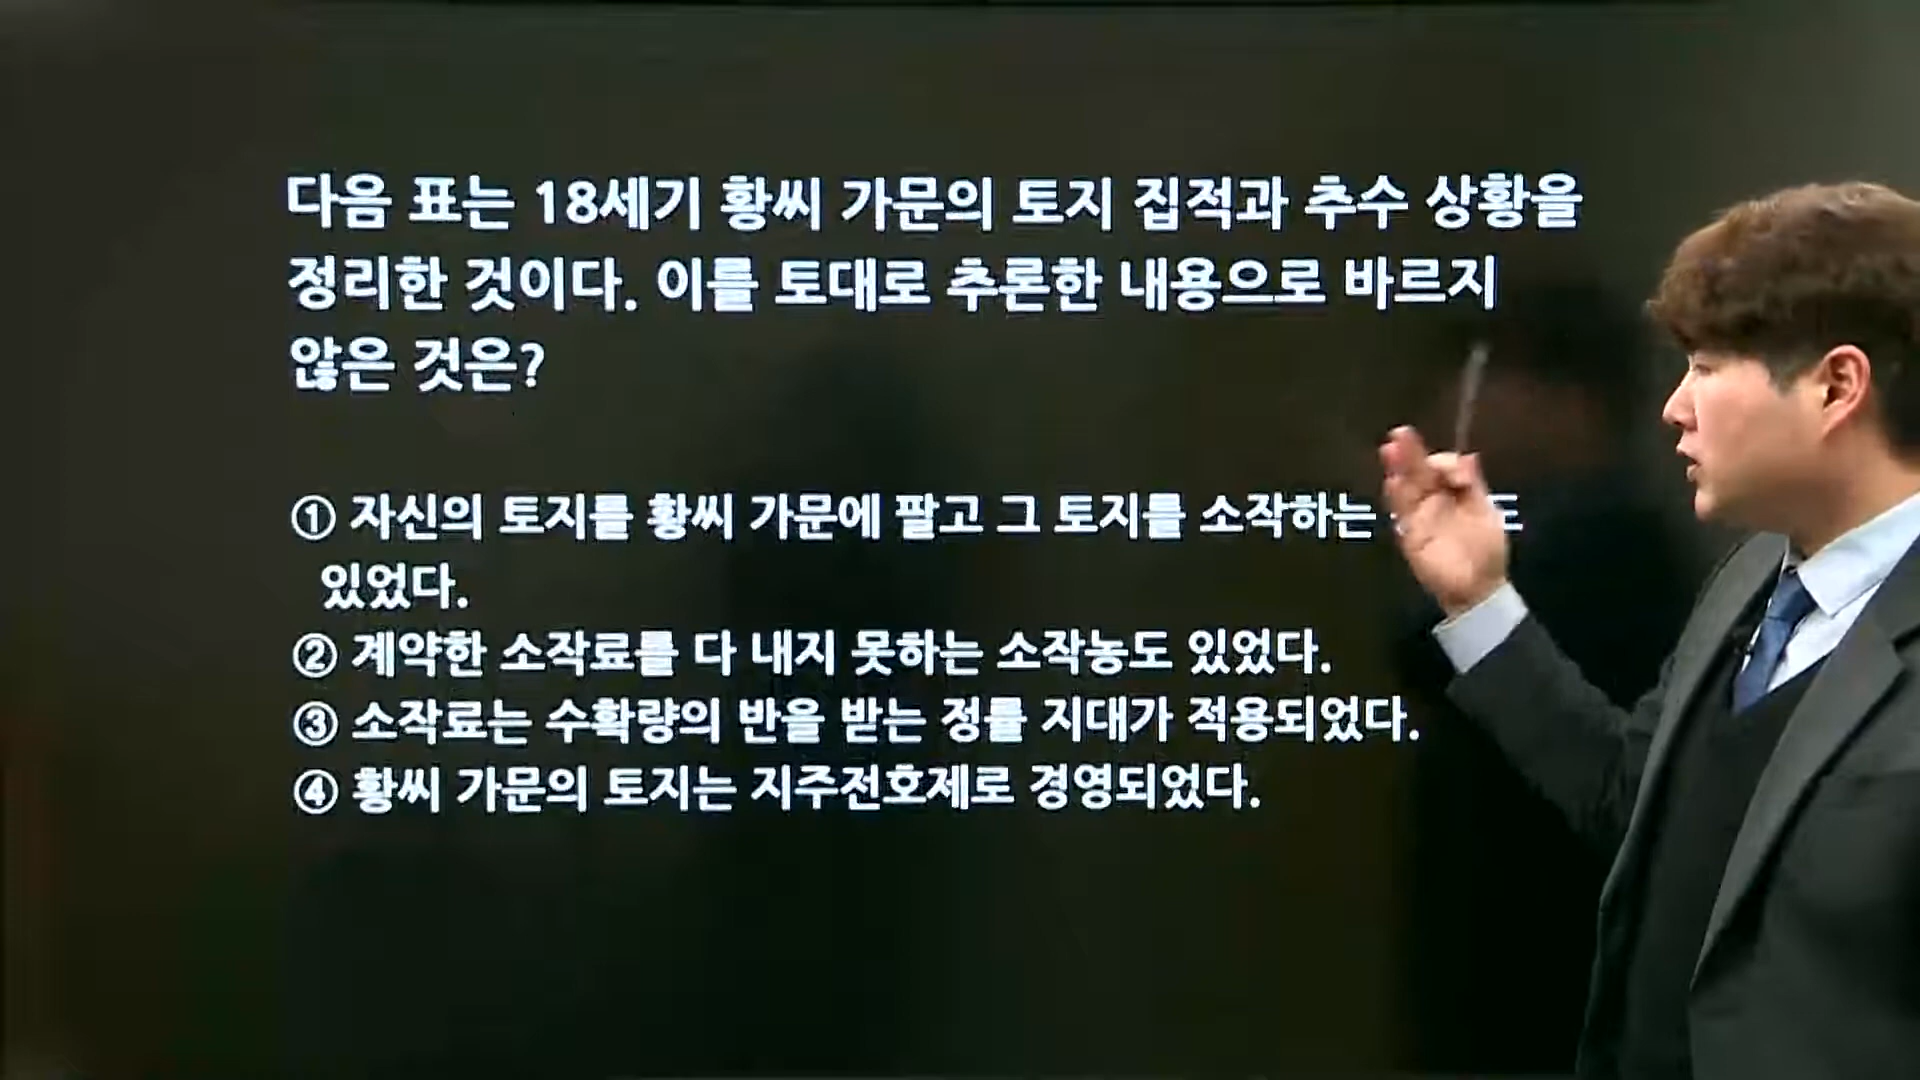 다음 표는 18세기 황씨 가문의 토지 집적과 추수 상황을
정리한 것이다. 이를 토대로 추론한 내용으로 바르지
않은 것은?
① 자신의 토지를 황씨 가문에 팔고 그 토지를 소작하는
있었다.
② 계약한 소작료를 다 내지 못하는 소작농도 있었다.
③ 소작료는 수확량의 반을 받는 정률 지대가 적용되었다.
④ 황씨 가문의 토지는 지주전호제로 경영되었다.